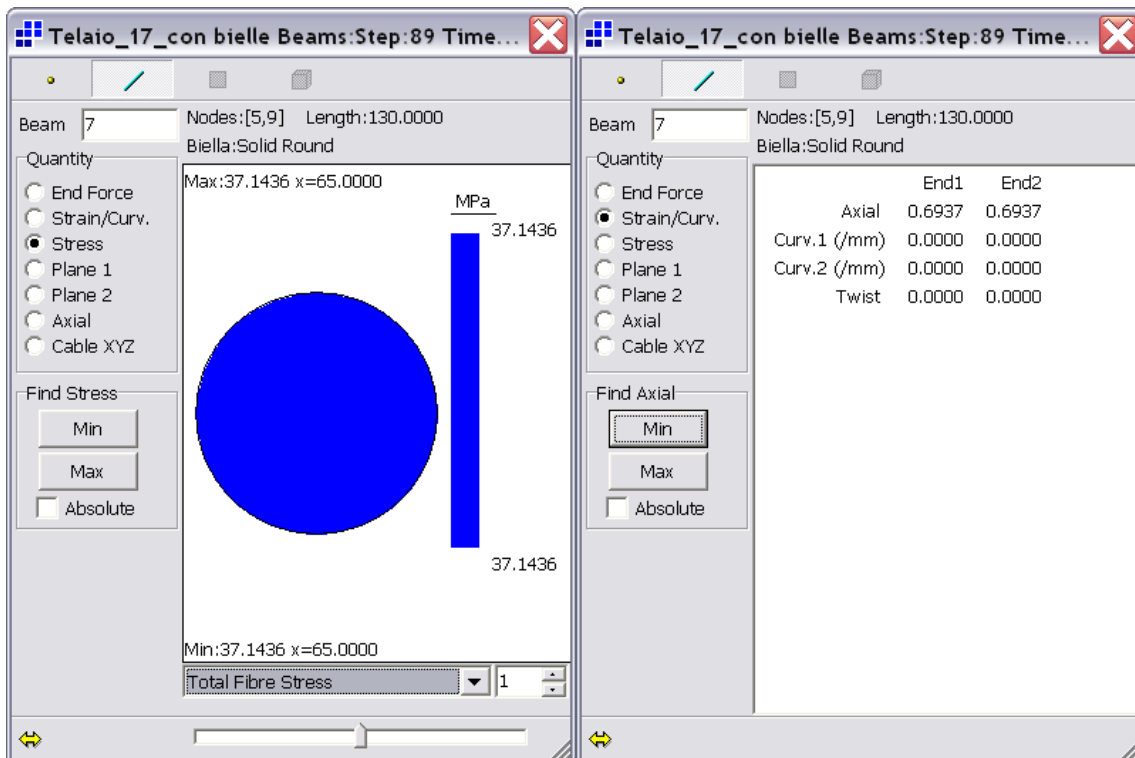 Telaio_17_con bielle Beams:Step:89 Time...
Beam 7
Nodes:[5,9] Length:130.0000
Biella:Solid Round
Quantity
End Force
Strain/Curv.
Stress
Plane 1
Plane 2
Axial
Cable XYZ
Find Stress
Min
Max
Absolute
Max:37.1436 x=65.0000
MPa
37.1436
37.1436
Min:37.1436 x=65.0000
Total Fibre Stress 1
Telaio_17_con bielle Beams:Step:89 Time...
Beam 7
Nodes:[5,9] Length:130.0000
Biella:Solid Round
Quantity
End Force
Strain/Curv.
Stress
Plane 1
Plane 2
Axial
Cable XYZ
Find Axial
Min
Max
Absolute
End1 End2
Axial 0.6937 0.6937
Curv.1 (/mm) 0.0000 0.0000
Curv.2 (/mm) 0.0000 0.0000
Twist 0.0000 0.0000